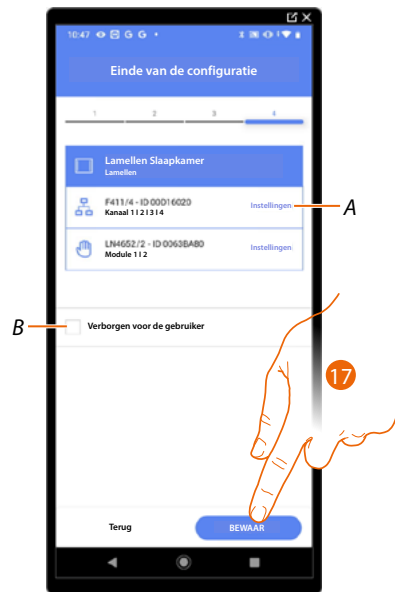 10:47 G G
Einde van de configuratie
1 2 3 4
Lamellen Slaapkamer
Lamellen
F411/4 - ID 00D16020 Instellingen
Kanaal 1 I 2 I 3 I 4
A
LN4652/2 - ID 0063BA80 Instellingen
Module 1 I 2
B
Verborgen voor de gebruiker
17
Terug BEWAAR